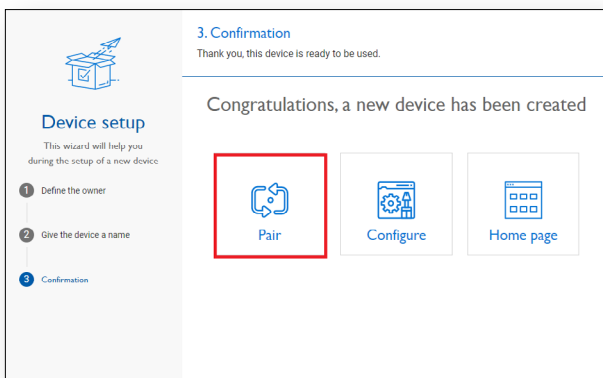 Device setup
This wizard will help you
during the setup of a new device
1 Define the owner
2 Give the device a name
3 Confirmation
3. Confirmation
Thank you, this device is ready to be used.
Congratulations, a new device has been created
Pair
Configure
Home page